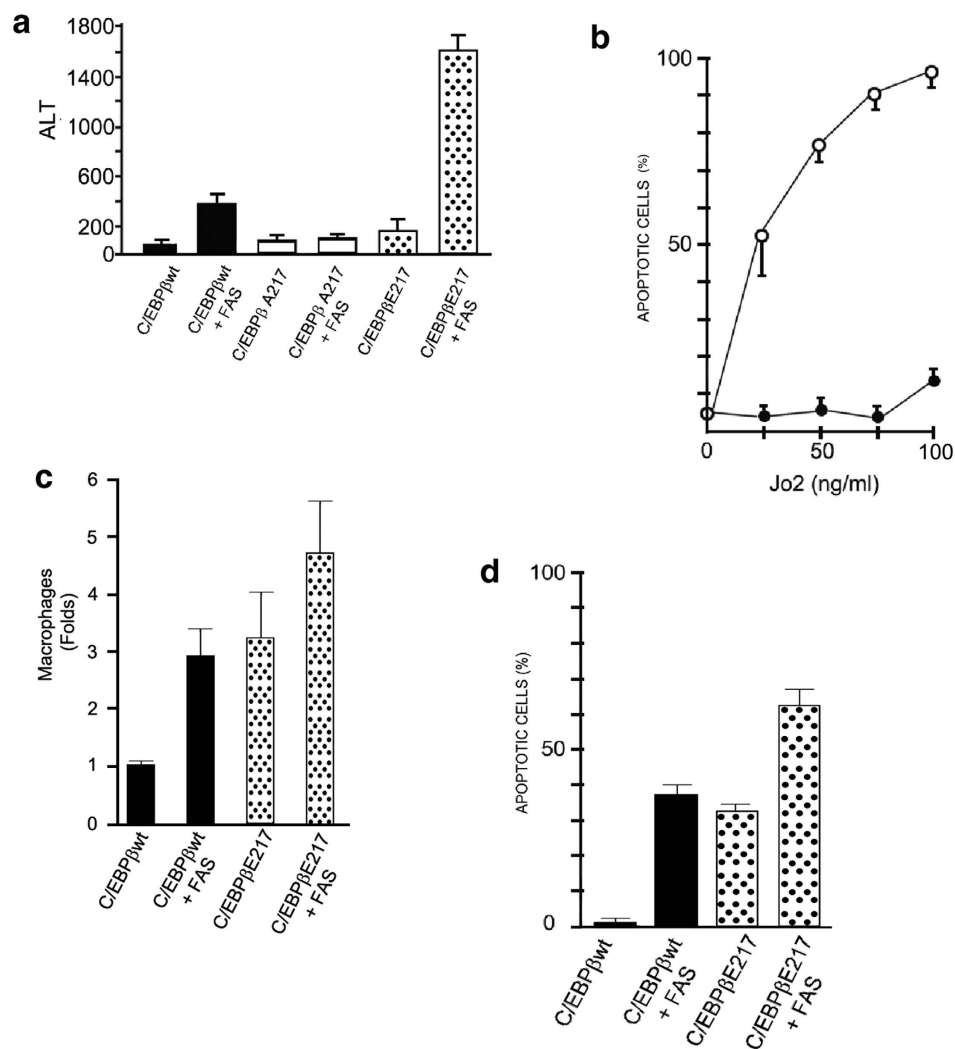 a
1800
1400
1000
600
200
0
ALT
C/EBPβwt
C/EBPβwt
+ FAS
C/EBPβ A217
C/EBPβ A217
+ FAS
C/EBPβE217
C/EBPβE217
+ FAS
b
100
50
APOPTOTIC CELLS (%)
0
50
100
Jo2 (ng/ml)
c
6
5
4
3
2
1
0
Macrophages
(Folds)
C/EBPβwt
C/EBPβwt
+ FAS
C/EBPβE217
C/EBPβE217
+ FAS
d
100
50
0
APOPTOTIC CELLS (%)
C/EBPβwt
C/EBPβwt
+ FAS
C/EBPβE217
C/EBPβE217
+ FAS